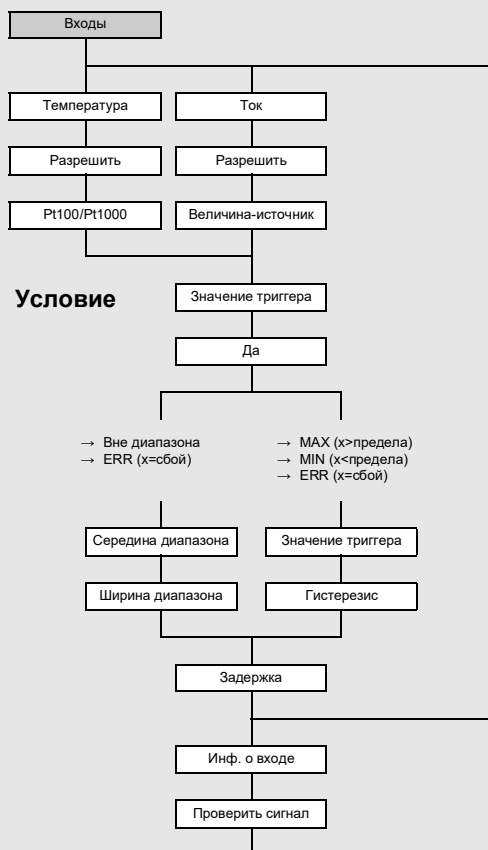 Входы
Температура
Ток
Разрешить
Разрешить
Pt100/Pt1000
Величина-источник
Условие
Значение триггера
Да
→ Вне диапазона
→ ERR (x=сбой)
→ MAX (x>предела)
→ MIN (x<предела)
→ ERR (x=сбой)
Середина диапазона
Значение триггера
Ширина диапазона
Гистерезис
Задержка
Инф. о входе
Проверить сигнал